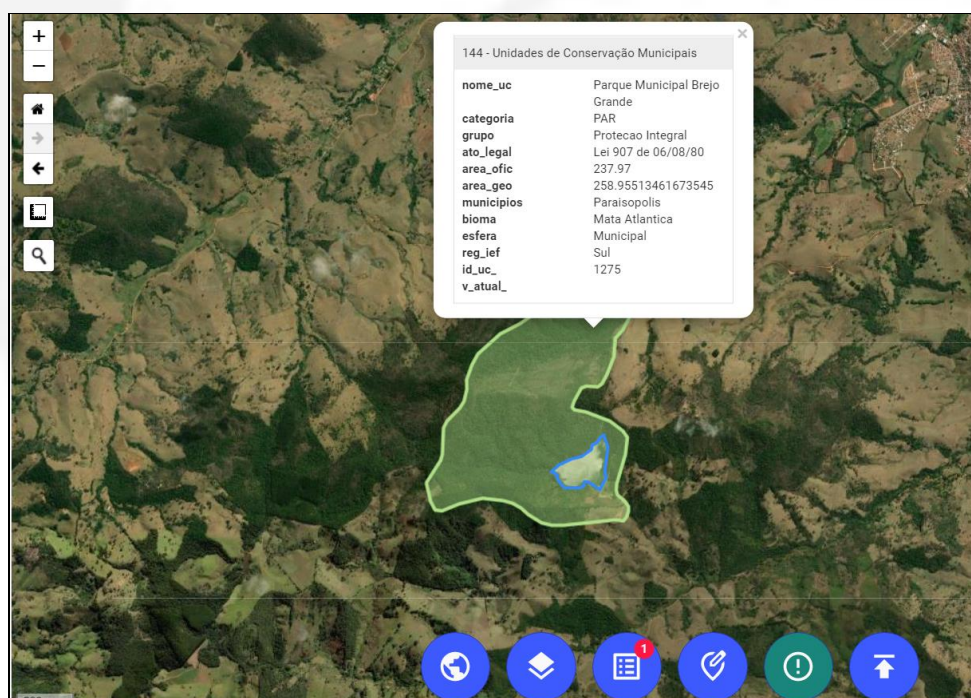 +
−
×
144 - Unidades de Conservação Municipais
nome_uc Parque Municipal Brejo
Grande
categoria PAR
grupo Protecao Integral
ato_legal Lei 907 de 06/08/80
area_ofic 237.97
area_geo 258.95513461673545
municipios Paraisopolis
bioma Mata Atlantica
esfera Municipal
reg_ief Sul
id_uc_ 1275
v_atual_
1